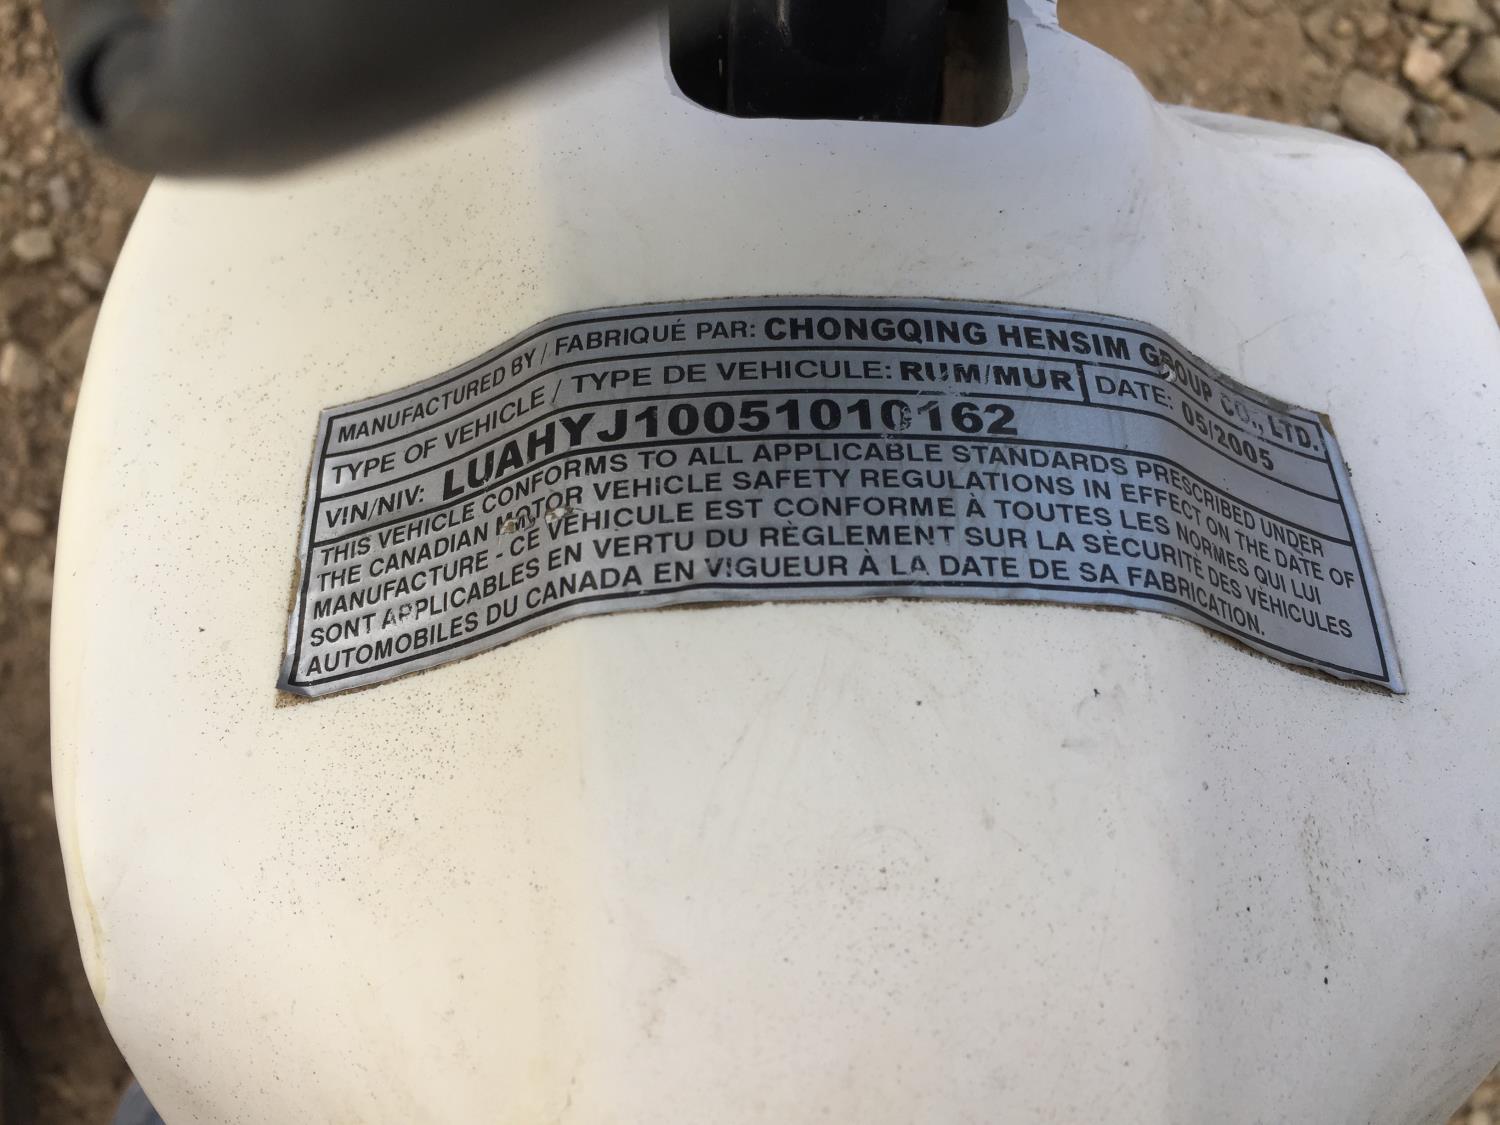 MANUFACTURED BY / FABRIQUÉ PAR: CHONGQING HENSIM GROUP CO., LTD.
TYPE OF VEHICLE / TYPE DE VEHICULE: RUM/MUR DATE: 05/2005
VIN/NIV: LUAHYJ10051010162
THIS VEHICLE CONFORMS TO ALL APPLICABLE STANDARDS PRESCRIBED UNDER
THE CANADIAN MOTOR VEHICLE SAFETY REGULATIONS IN EFFECT ON THE DATE OF
MANUFACTURE - CE VÉHICULE EST CONFORME À TOUTES LES NORMES QUI LUI
SONT APPLICABLES EN VERTU DU RÈGLEMENT SUR LA SÈCURITÉ DES VÉHICULES
AUTOMOBILES DU CANADA EN VIGUEUR À LA DATE DE SA FABRICATION.